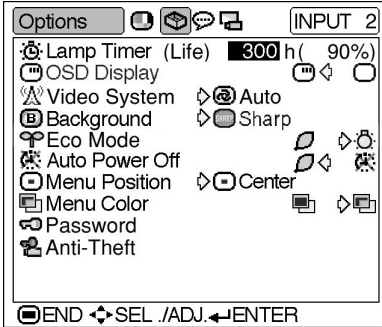 Options INPUT 2
Lamp Timer (Life) 300 h( 90%)
OSD Display
Video System Auto
B Background SHARP Sharp
Eco Mode
Auto Power Off
Menu Position Center
Menu Color
Password
Anti-Theft
END SEL./ADJ. ENTER